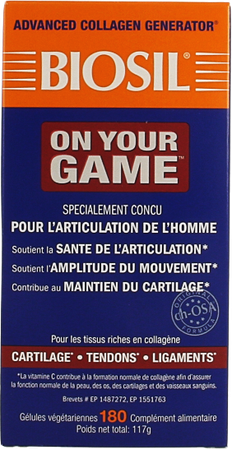 ADVANCED COLLAGEN GENERATOR®
BIOSIL®
ON YOUR
GAME™
SPECIALEMENT CONCU
POUR L'ARTICULATION DE L'HOMME
Soutient la SANTE DE L'ARTICULATION*
Soutient l'AMPLITUDE DU MOUVEMENT*
Contribue au MAINTIEN DU CARTILAGE*
ORIGINAL
ch-OSA
FORMULA
Pour les tissus riches en collagène
CARTILAGE* • TENDONS* • LIGAMENTS*
*La vitamine C contribue à la formation normale de collagène afin d'assurer
la fonction normale de la peau, des os, des cartilages et des vaisseaux sanguins.
Brevets # EP 1487272, EP 1551763
Gélules végétariennes 180 Complément alimentaire
Poids net total: 117g